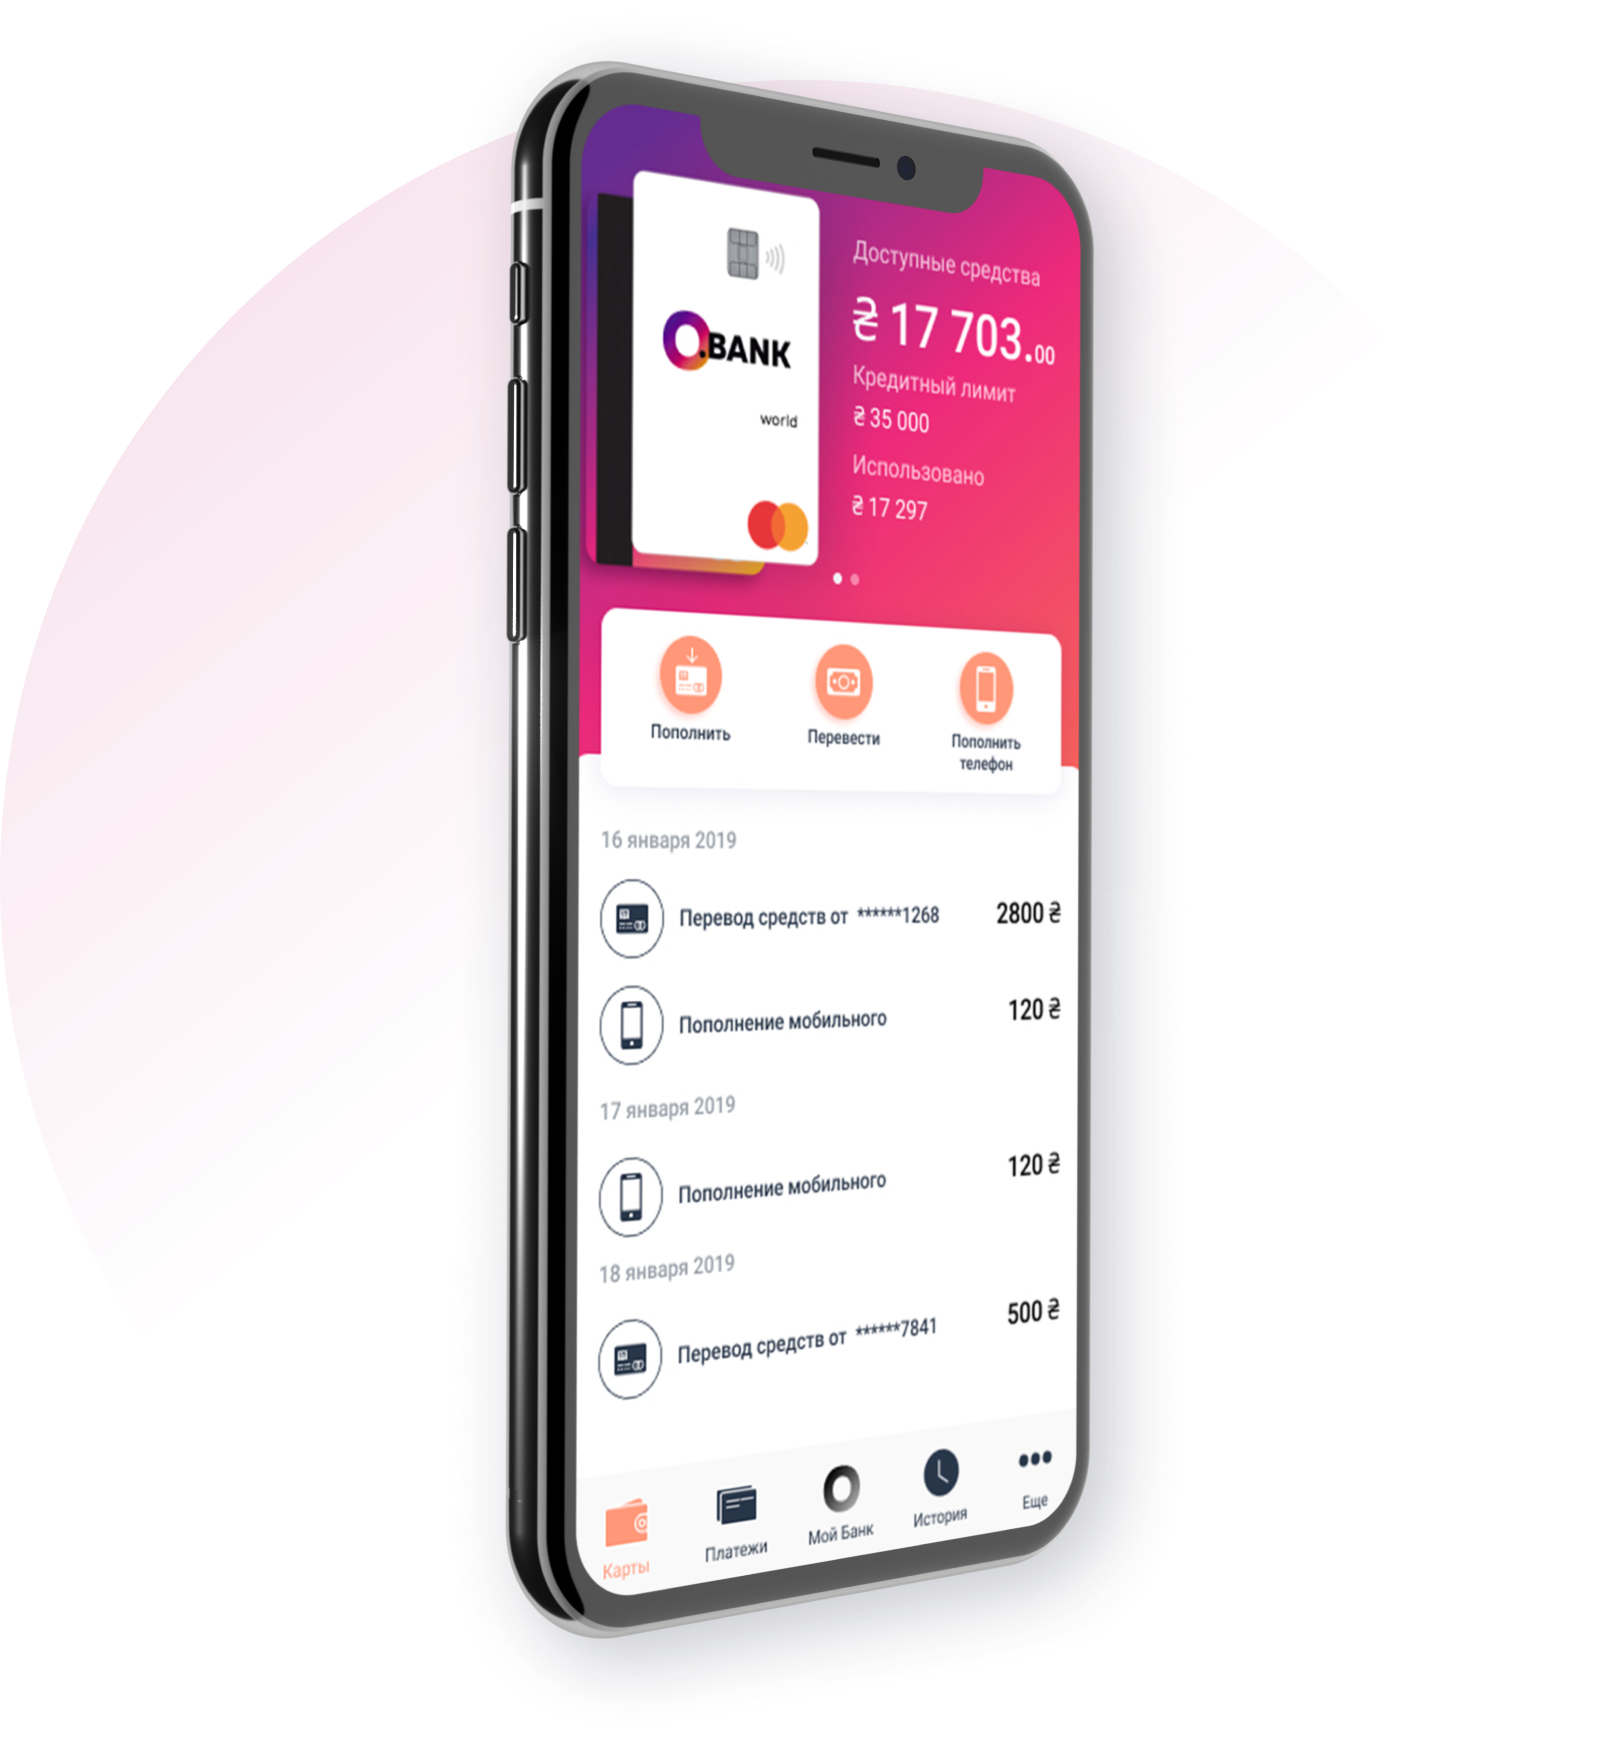 O.BANK
world
Доступные средства
₴ 17 703.00
Кредитный лимит
₴ 35 000
Использовано
₴ 17 297
Пополнить
Перевести
Пополнить
телефон
16 января 2019
Перевод средств от ******1268 2800 ₴
Пополнение мобильного 120 ₴
17 января 2019
Пополнение мобильного 120 ₴
18 января 2019
Перевод средств от ******7841 500 ₴
Карты
Платежи
Мой Банк
История
Еще